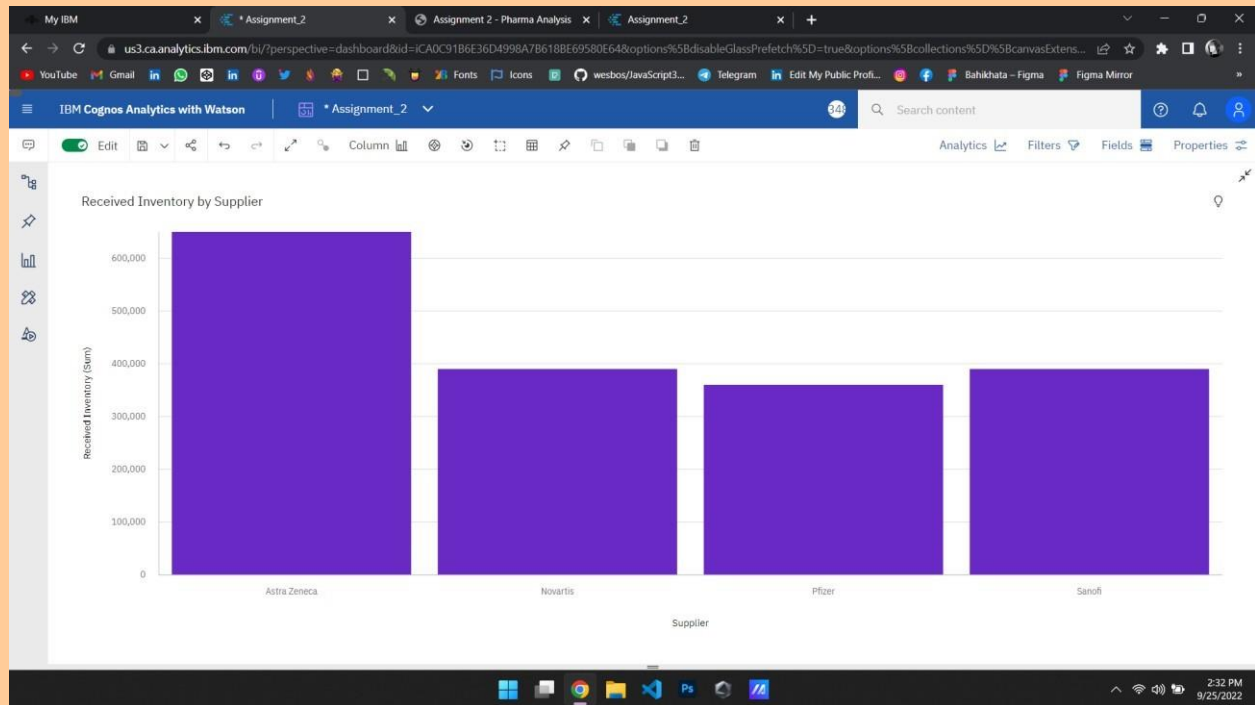 My IBM
* Assignment_2
Assignment 2 - Pharma Analysis
Assignment_2
us3.ca.analytics.ibm.com/bi/?perspective=dashboard&id=iCA0C91B6E36D4998A7B618BE69580E64&options%5BdisableGlassPrefetch%5D=true&options%5Bcollections%5D%5BcanvasExtens...
YouTube
Gmail
Fonts
Icons
wesbos/JavaScript3...
Telegram
Edit My Public Profi...
Bahikhata – Figma
Figma Mirror
IBM Cognos Analytics with Watson
* Assignment_2
Search content
Edit
Column
Analytics
Filters
Fields
Properties
Received Inventory by Supplier
Received Inventory (Sum)
600,000
500,000
400,000
300,000
200,000
100,000
0
Astra Zeneca
Novartis
Pfizer
Sanofi
Supplier
Ps
2:32 PM
9/25/2022